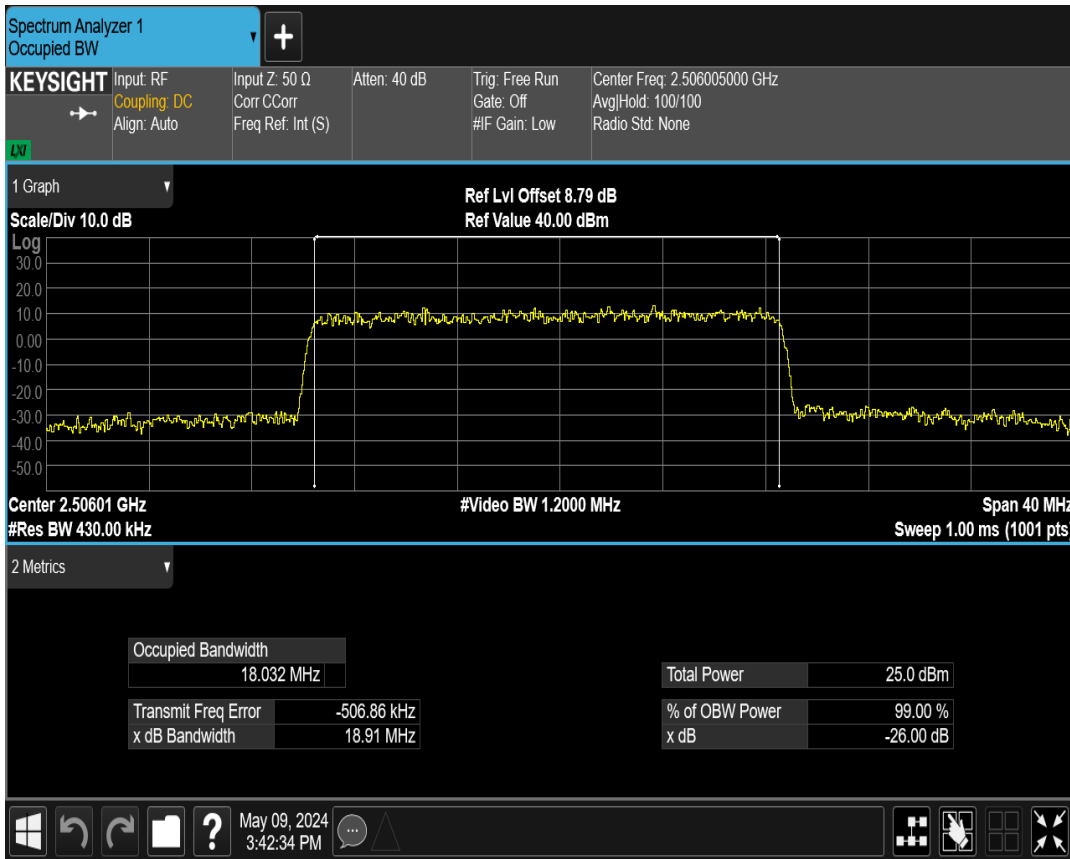 Spectrum Analyzer 1
Occupied BW
+
KEYSIGHT
LXI
Input: RF
Coupling: DC
Align: Auto
Input Z: 50 Ω
Corr CCorr
Freq Ref: Int (S)
Atten: 40 dB
Trig: Free Run
Gate: Off
#IF Gain: Low
Center Freq: 2.506005000 GHz
Avg|Hold: 100/100
Radio Std: None
1 Graph
Scale/Div 10.0 dB
Ref Lvl Offset 8.79 dB
Ref Value 40.00 dBm
Log
30.0
20.0
10.0
0.00
-10.0
-20.0
-30.0
-40.0
-50.0
Center 2.50601 GHz
#Video BW 1.2000 MHz
Span 40 MHz
#Res BW 430.00 kHz
Sweep 1.00 ms (1001 pts)
2 Metrics
Occupied Bandwidth
18.032 MHz
Total Power 25.0 dBm
Transmit Freq Error -506.86 kHz
% of OBW Power 99.00 %
x dB Bandwidth 18.91 MHz
x dB -26.00 dB
?
May 09, 2024
3:42:34 PM